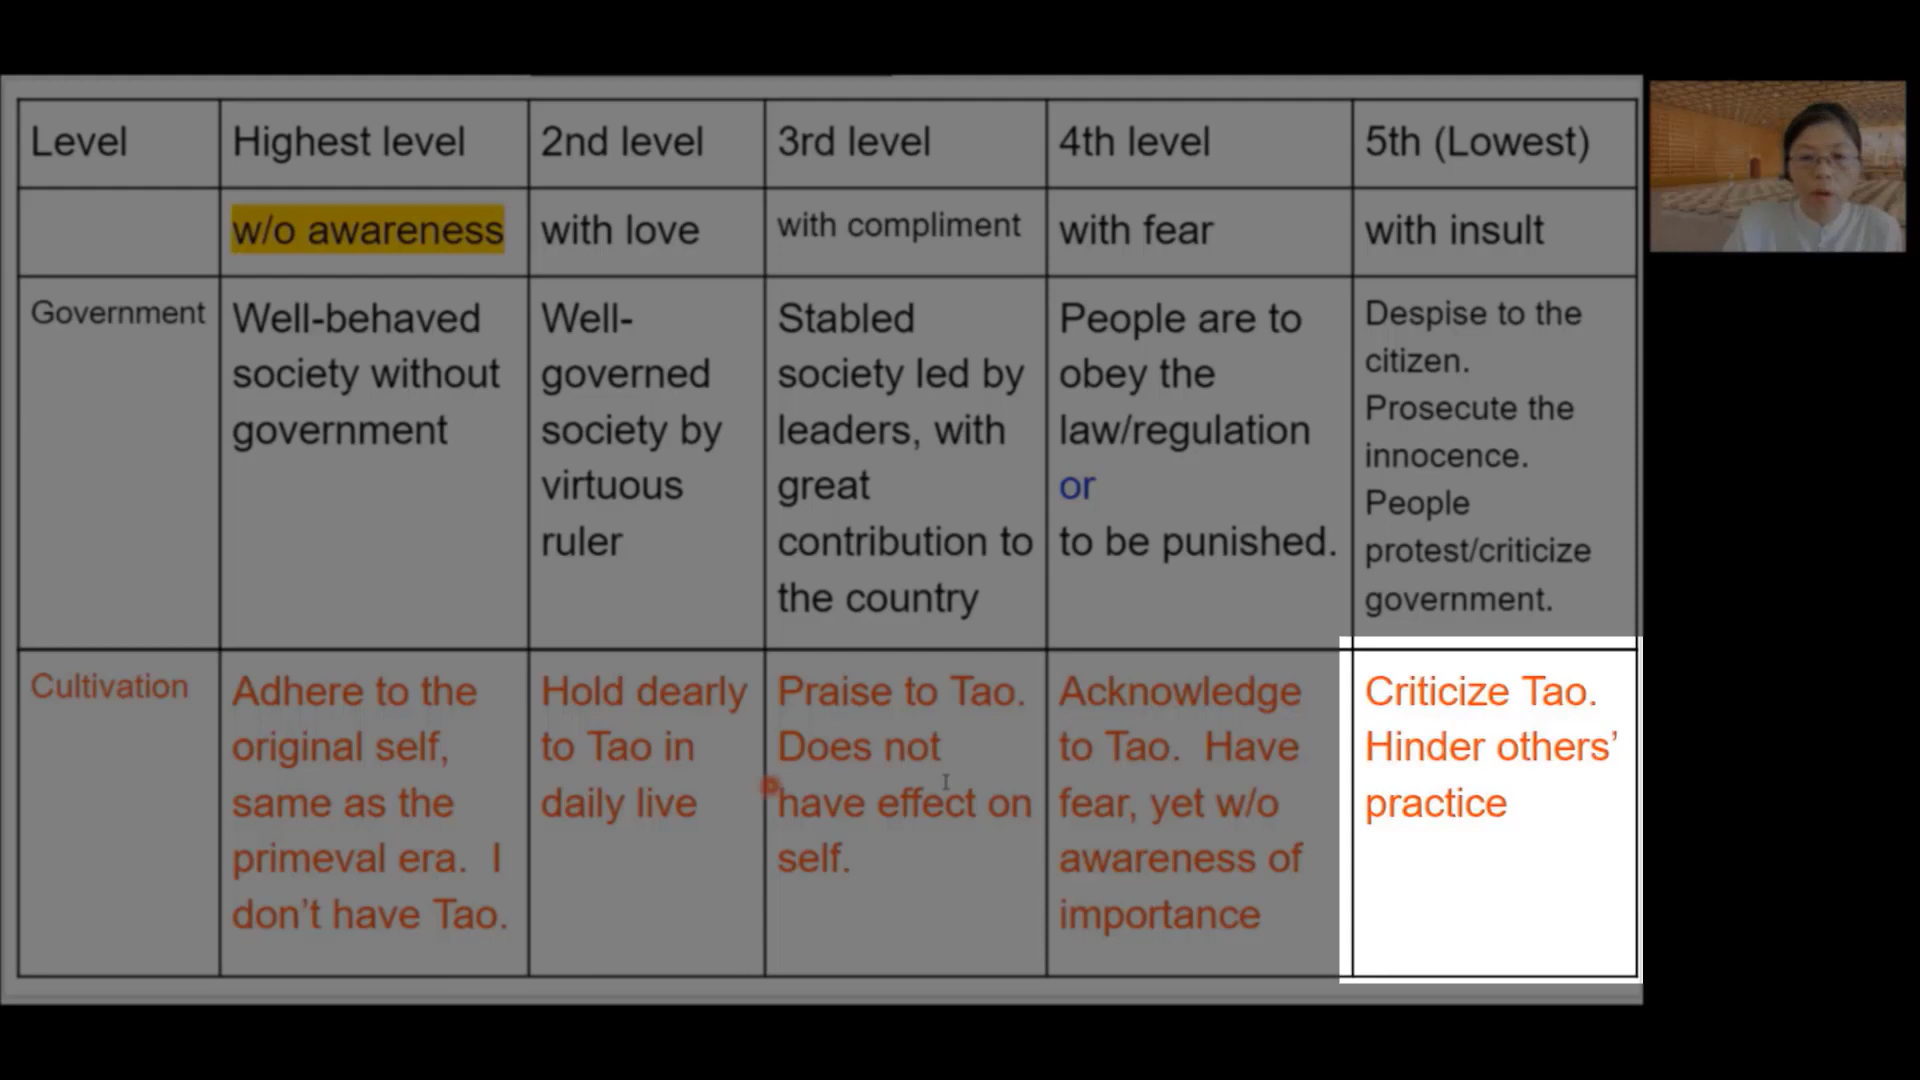 Level
Highest level
2nd level
3rd level
4th level
5th (Lowest)
w/o awareness
with love
with compliment
with fear
with insult
Government
Well-behaved
society without
government
Well-
governed
society by
virtuous
ruler
Stabled
society led by
leaders, with
great
contribution to
the country
People are to
obey the
law/regulation
or
to be punished.
Despise to the
citizen.
Prosecute the
innocence.
People
protest/criticize
government.
Cultivation
Adhere to the
original self,
same as the
primeval era.  I
don’t have Tao.
Hold dearly
to Tao in
daily live
Praise to Tao.
Does not
have effect on
self.
Acknowledge
to Tao.  Have
fear, yet w/o
awareness of
importance
Criticize Tao.
Hinder others’
practice